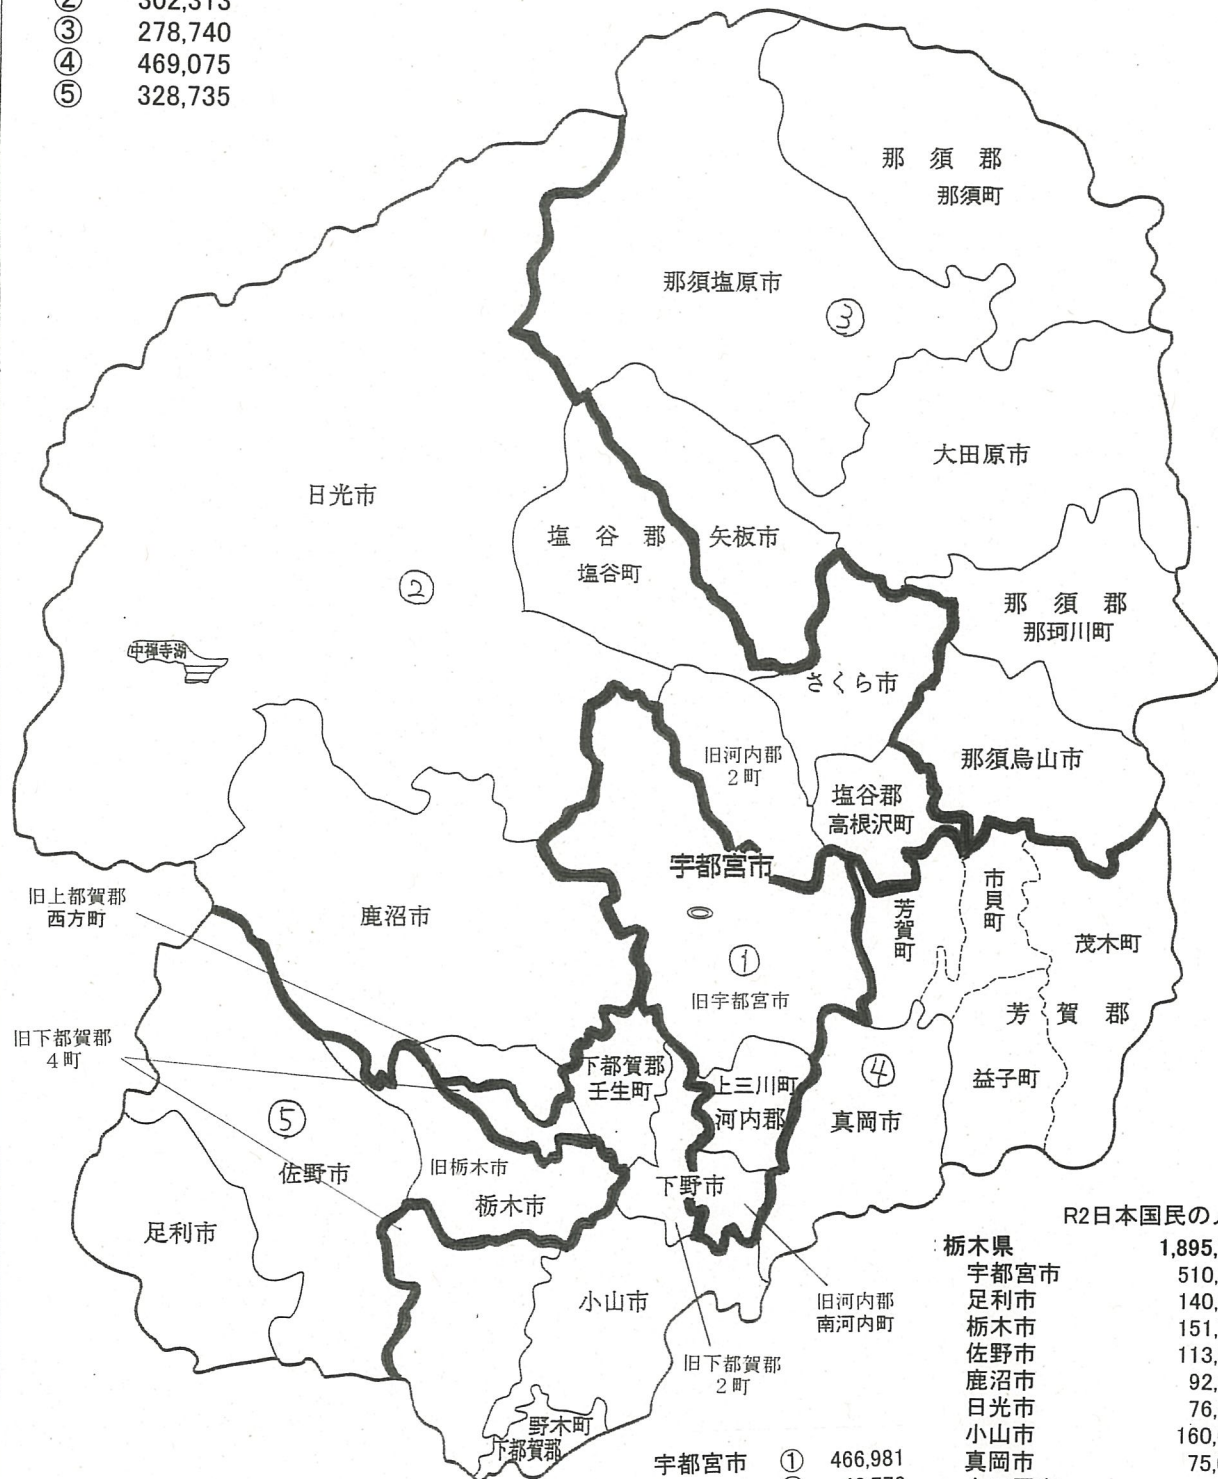 ③ 278,740
④ 469,075
⑤ 328,735
那須郡
那須町
那須塩原市
③
大田原市
日光市
塩谷郡
塩谷町
矢板市
②
那須郡
那珂川町
中禅寺湖
さくら市
旧河内郡
2町
那須烏山市
塩谷郡
高根沢町
宇都宮市
旧上都賀郡
西方町
鹿沼市
芳賀町
市貝町
茂木町
①
旧宇都宮市
芳賀郡
旧下都賀郡
4町
下都賀郡
壬生町
上三川町
河内郡
④
益子町
真岡市
⑤
佐野市
旧栃木市
栃木市
下野市
足利市
小山市
旧河内郡
南河内町
旧下都賀郡
2町
野木町
下都賀郡
R2日本国民の
栃木県 1,895,
宇都宮市 510,
足利市 140,
栃木市 151,
佐野市 113,
鹿沼市 92,
日光市 76,
小山市 160,
真岡市 75,
宇都宮市 ① 466,981